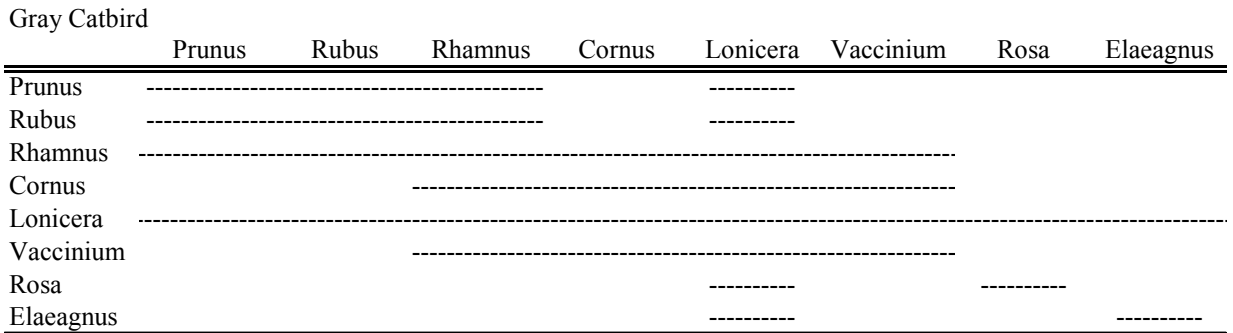 Gray Catbird
Prunus Rubus Rhamnus Cornus Lonicera Vaccinium Rosa Elaeagnus
Prunus ---------------------------------------------- ----------
Rubus ---------------------------------------------- ----------
Rhamnus -----------------------------------------------------------------------------------------------
Cornus ---------------------------------------------------------------
Lonicera -------------------------------------------------------------------------------------------------------------------------------
Vaccinium ---------------------------------------------------------------
Rosa ---------- ----------
Elaeagnus ---------- ----------